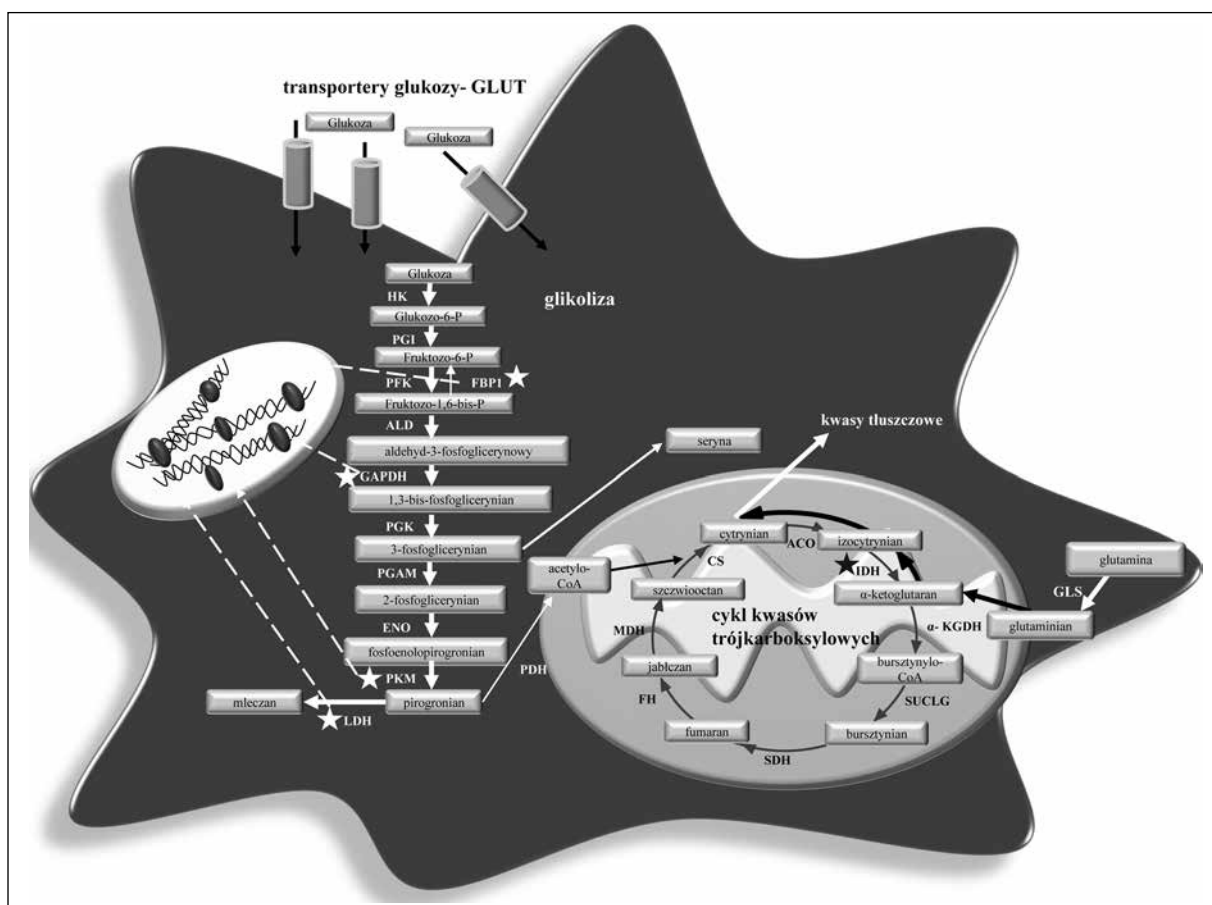 transportery glukozy- GLUT
Glukoza
Glukoza
Glukoza
HK
glikoliza
Glukozo-6-P
PGI
Fruktozo-6-P
PFK
FBP1
Fruktozo-1,6-bis-P
ALD
aldehyd-3-fosfoglicerynowy
GAPDH
1,3-bis-fosfoglicerynian
PGK
3-fosfoglicerynian
PGAM
2-fosfoglicerynian
ENO
fosfoenolopirogronian
PKM
pirogronian
mleczan
LDH
seryna
kwasy tłuszczowe
PDH
acetylo-
CoA
CS
cytrynian
ACO
izocytrynian
IDH
szczwiooctan
α-ketoglutaran
cykl kwasów
trójkarboksylowych
MDH
α- KGDH
jabłczan
bursztynylo-
CoA
FH
SUCLG
fumaran
bursztynian
SDH
glutamina
GLS
glutaminian